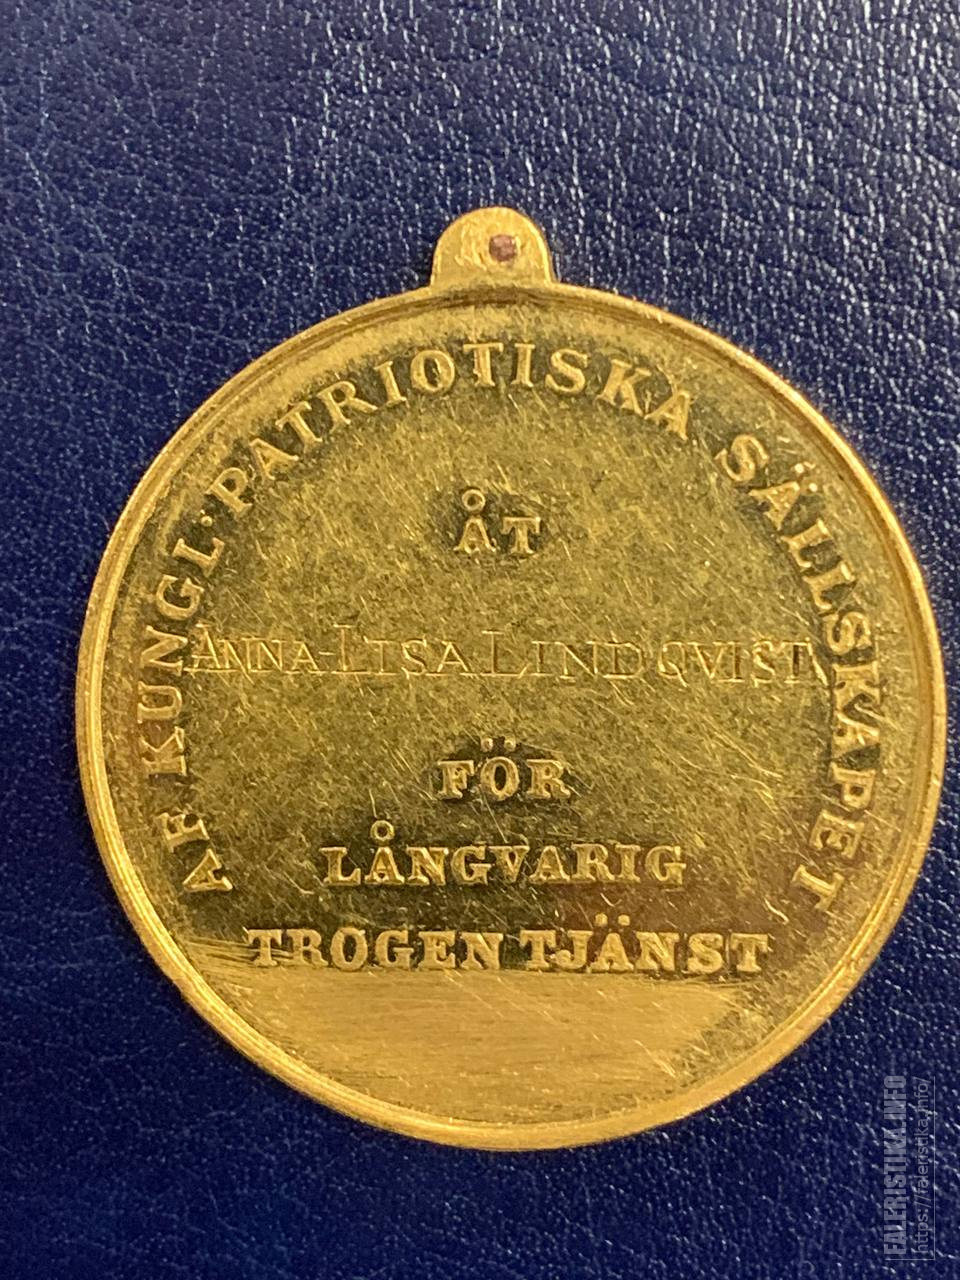 AF KUNGL· PATRIOTISKA SÄLLSKAPET
ÅT
ANNA-LISA LINDQVIST
FÖR
LÅNGVARIG
TROGEN TJÄNST
FALERISTIKA.INFO
https://faleristika.info/